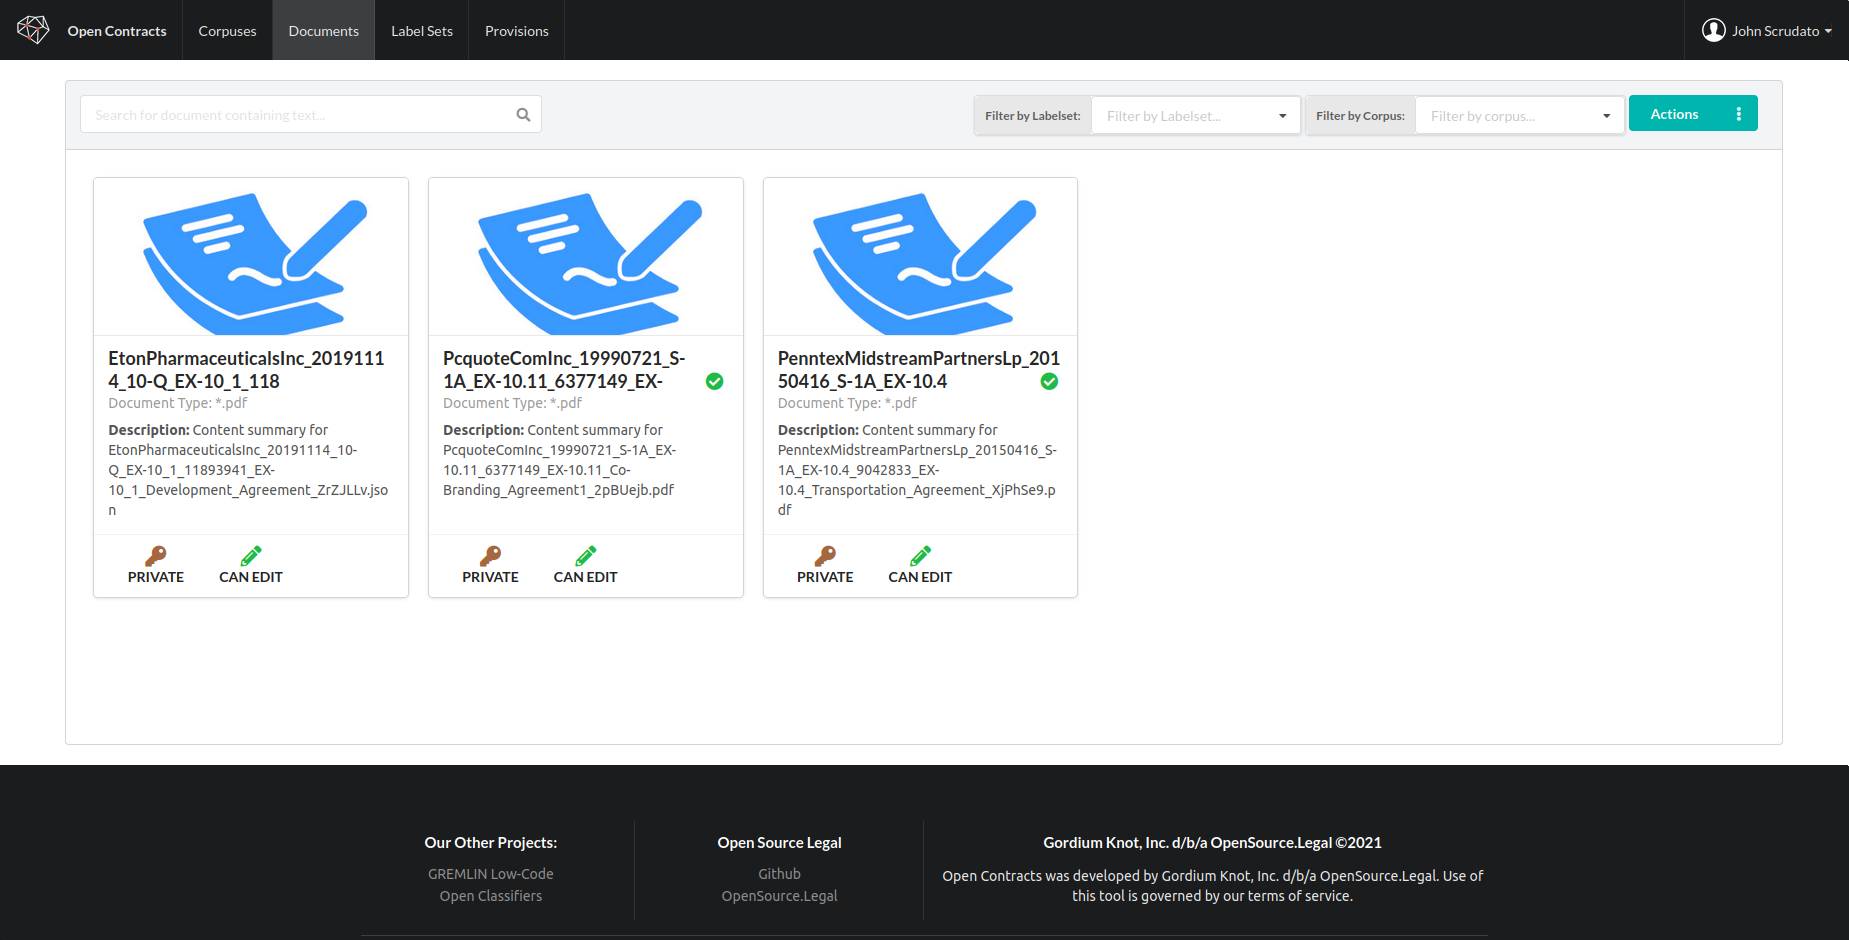 Open Contracts
Corpuses
Documents
Label Sets
Provisions
John Scrudato
Search for document containing text...
Filter by Labelset:
Filter by Labelset...
Filter by Corpus:
Filter by corpus...
Actions
EtonPharmaceuticalsInc_2019111
4_10-Q_EX-10_1_118
Document Type: *.pdf
Description: Content summary for
EtonPharmaceuticalsInc_20191114_10-
Q_EX-10_1_11893941_EX-
10_1_Development_Agreement_ZrZJLLv.jso
n
PRIVATE
CAN EDIT
PcquoteComInc_19990721_S-
1A_EX-10.11_6377149_EX-
Document Type: *.pdf
Description: Content summary for
PcquoteComInc_19990721_S-1A_EX-
10.11_6377149_EX-10.11_Co-
Branding_Agreement1_2pBUejb.pdf
PRIVATE
CAN EDIT
PenntexMidstreamPartnersLp_201
50416_S-1A_EX-10.4
Document Type: *.pdf
Description: Content summary for
PenntexMidstreamPartnersLp_20150416_S-
1A_EX-10.4_9042833_EX-
10.4_Transportation_Agreement_XjPhSe9.p
df
PRIVATE
CAN EDIT
Our Other Projects:
GREMLIN Low-Code
Open Classifiers
Open Source Legal
Github
OpenSource.Legal
Gordium Knot, Inc. d/b/a OpenSource.Legal ©2021
Open Contracts was developed by Gordium Knot, Inc. d/b/a OpenSource.Legal. Use of
this tool is governed by our terms of service.